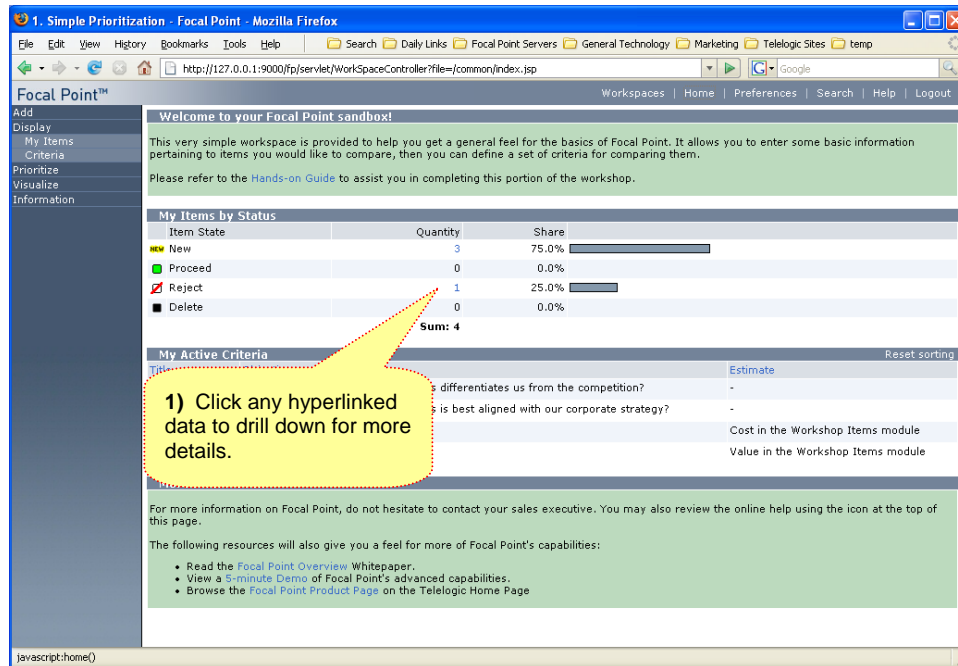 1. Simple Prioritization - Focal Point - Mozilla Firefox
File Edit View History Bookmarks Tools Help Search Daily Links Focal Point Servers General Technology Marketing Telelogic Sites temp
http://127.0.0.1:9000/fp/servlet/WorkSpaceController?file=/common/index.jsp G Google
Focal Point™ Workspaces | Home | Preferences | Search | Help | Logout
Add
Display
My Items
Criteria
Prioritize
Visualize
Information
Welcome to your Focal Point sandbox!
This very simple workspace is provided to help you get a general feel for the basics of Focal Point. It allows you to enter some basic information
pertaining to items you would like to compare, then you can define a set of criteria for comparing them.
Please refer to the Hands-on Guide to assist you in completing this portion of the workshop.
My Items by Status
Item State Quantity Share
NEW New 3 75.0%
Proceed 0 0.0%
Reject 1 25.0%
Delete 0 0.0%
Sum: 4
My Active Criteria Reset sorting
Estimate
differentiates us from the competition? -
is best aligned with our corporate strategy? -
Cost in the Workshop Items module
Value in the Workshop Items module
1) Click any hyperlinked
data to drill down for more
details.
For more information on Focal Point, do not hesitate to contact your sales executive. You may also review the online help using the icon at the top of
this page.
The following resources will also give you a feel for more of Focal Point's capabilities:
• Read the Focal Point Overview Whitepaper.
• View a 5-minute Demo of Focal Point's advanced capabilities.
• Browse the Focal Point Product Page on the Telelogic Home Page
javascript:home()